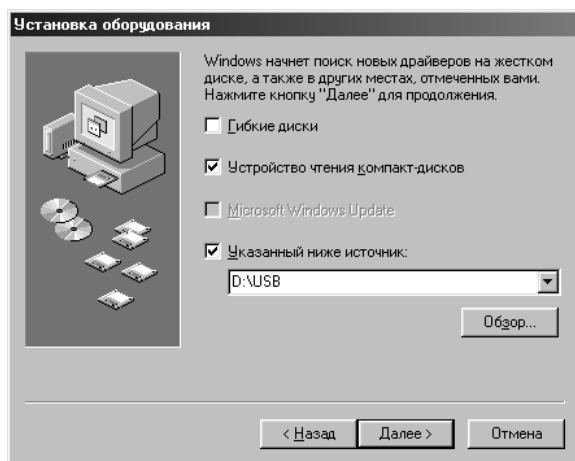 Установка оборудования
Windows начнет поиск новых драйверов на жестком
диске, а также в других местах, отмеченных вами.
Нажмите кнопку "Далее" для продолжения.
Гибкие диски
Устройство чтения компакт-дисков
Microsoft Windows Update
Указанный ниже источник:
D:\USB
Обзор...
< Назад
Далее >
Отмена